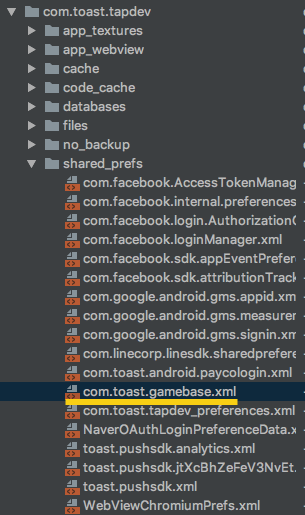 com.toast.tapdev
app_textures
app_webview
cache
code_cache
databases
files
no_backup
shared_prefs
com.facebook.AccessTokenManag
com.facebook.internal.preferences
com.facebook.login.AuthorizationC
com.facebook.loginManager.xml
com.facebook.sdk.appEventPrefer
com.facebook.sdk.attributionTrack
com.google.android.gms.appid.xm
com.google.android.gms.measurer
com.google.android.gms.signin.xm
com.linecorp.linesdk.sharedprefere
com.toast.android.paycologin.xml
com.toast.gamebase.xml
com.toast.tapdev_preferences.xml
NaverOAuthLoginPreferenceData.x
toast.pushsdk.analytics.xml
toast.pushsdk.jtXcBhZeFeV3NvEt.
toast.pushsdk.xml
WebViewChromiumPrefs.xml